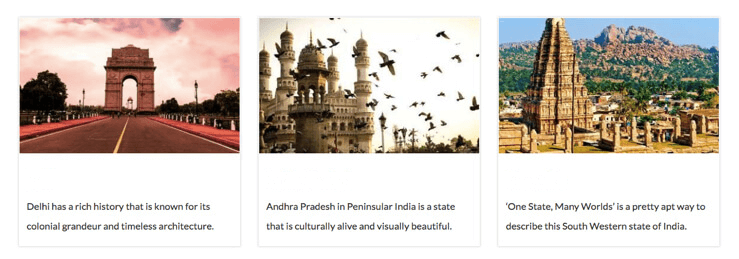 Delhi has a rich history that is known for its
colonial grandeur and timeless architecture.
Andhra Pradesh in Peninsular India is a state
that is culturally alive and visually beautiful.
‘One State, Many Worlds’ is a pretty apt way to
describe this South Western state of India.